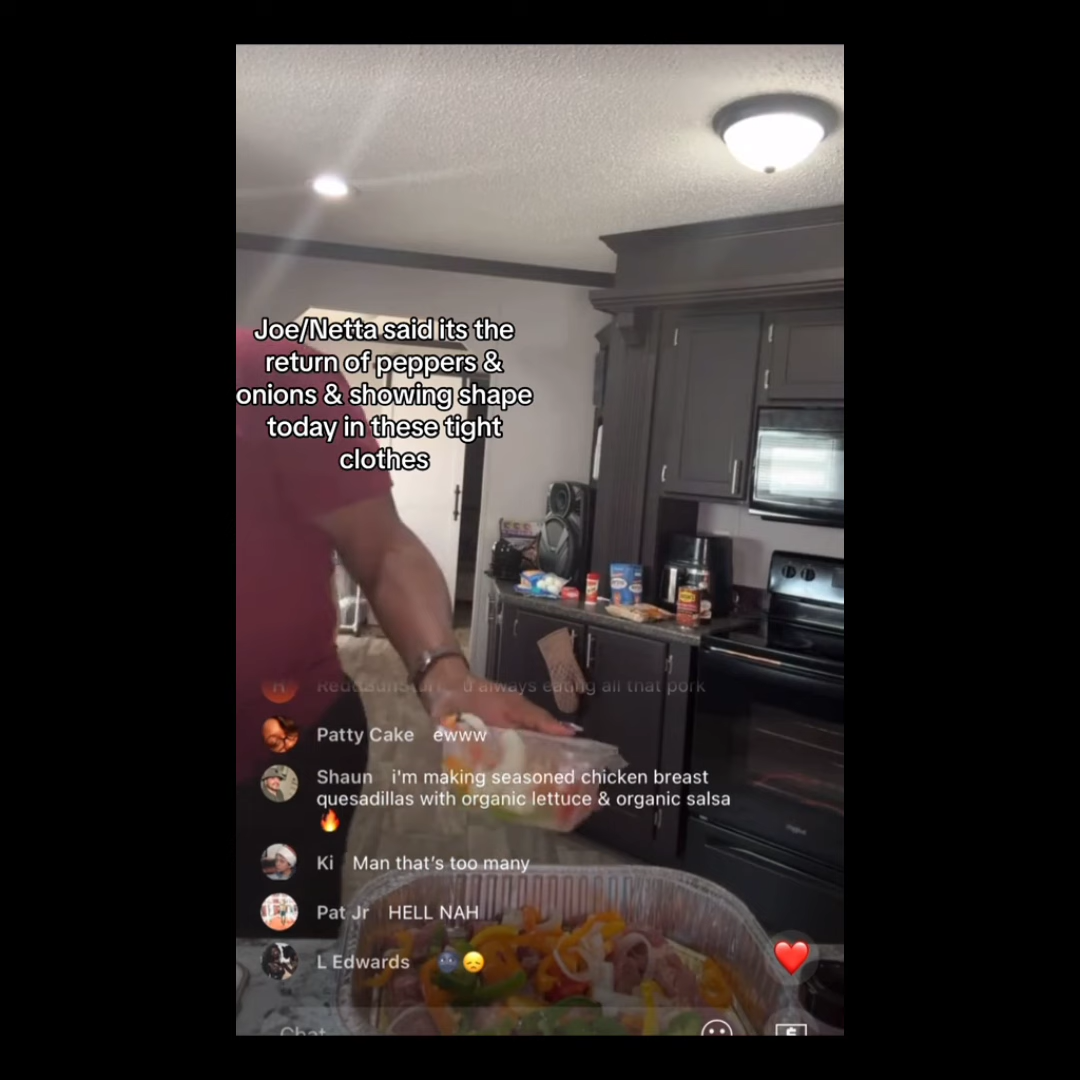 Joe/Netta said its the
return of peppers &
onions & showing shape
today in these tight
clothes
u always eating all that pork
Patty Cake ewww
Shaun i'm making seasoned chicken breast
quesadillas with organic lettuce & organic salsa
🔥
Ki Man that's too many
Pat Jr HELL NAH
L Edwards 🌚😞
Chat